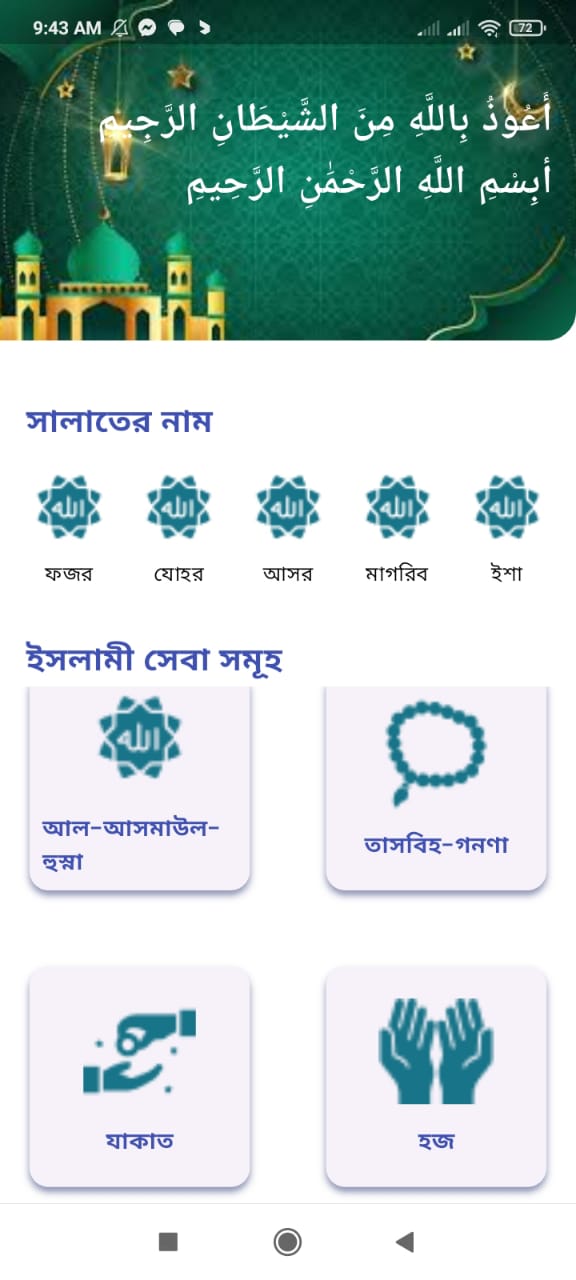 9:43 AM
72
أَعُوذُ بِاللَّهِ مِنَ الشَّيْطَانِ الرَّجِيمِ
أبِسْمِ اللَّهِ الرَّحْمَٰنِ الرَّحِيمِ
সালাতের নাম
الله الله الله الله الله
ফজর যোহর আসর মাগরিব ইশা
ইসলামী সেবা সমূহ
الله
আল-আসমাউল-
হুস্না
তাসবিহ-গনণা
যাকাত হজ